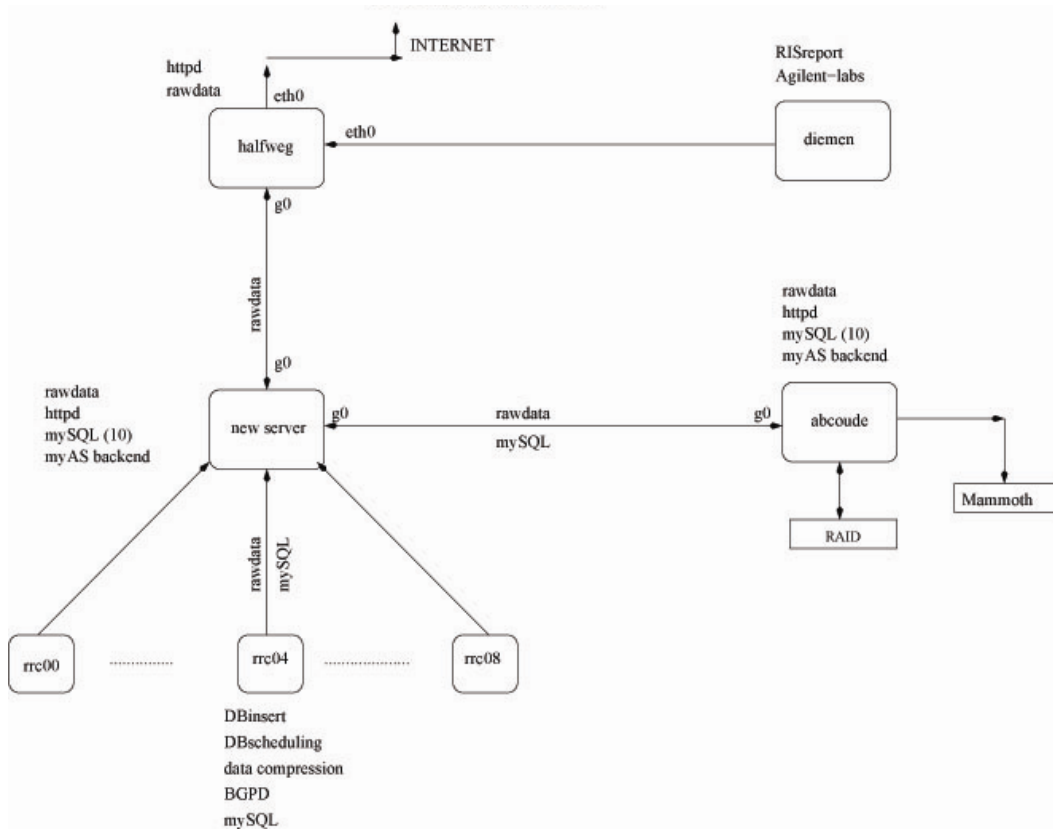 INTERNET
RISreport
Agilent-labs
httpd
rawdata
eth0
halfweg
eth0
diemen
g0
rawdata
g0
rawdata
httpd
mySQL (10)
myAS backend
rawdata
httpd
mySQL (10)
myAS backend
new server
g0
rawdata
mySQL
g0
abcoude
Mammoth
RAID
rawdata
mySQL
rrc00
rrc04
rrc08
DBinsert
DBscheduling
data compression
BGPD
mySQL